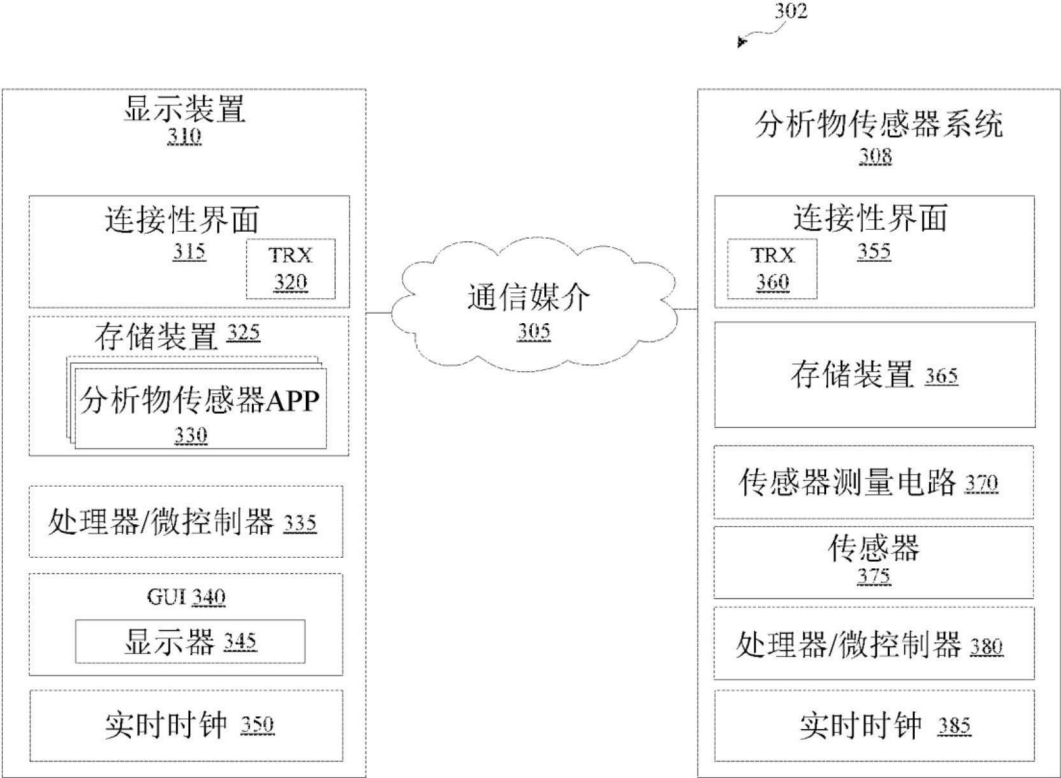 302
显示装置
310
连接性界面
315
TRX
320
存储装置 325
分析物传感器APP
330
处理器/微控制器 335
GUI 340
显示器 345
实时时钟 350
通信媒介
305
分析物传感器系统
308
连接性界面
355
TRX
360
存储装置 365
传感器测量电路 370
传感器
375
处理器/微控制器 380
实时时钟 385